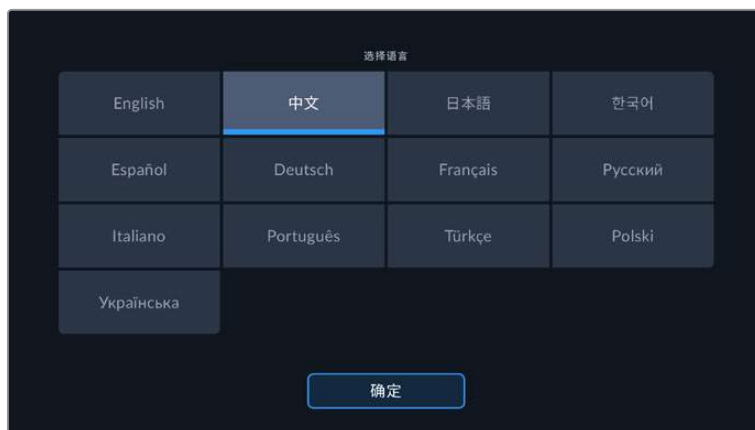 选择语言
English 中文 日本語 한국어
Español Deutsch Français Русский
Italiano Português Türkçe Polski
Українська
确定